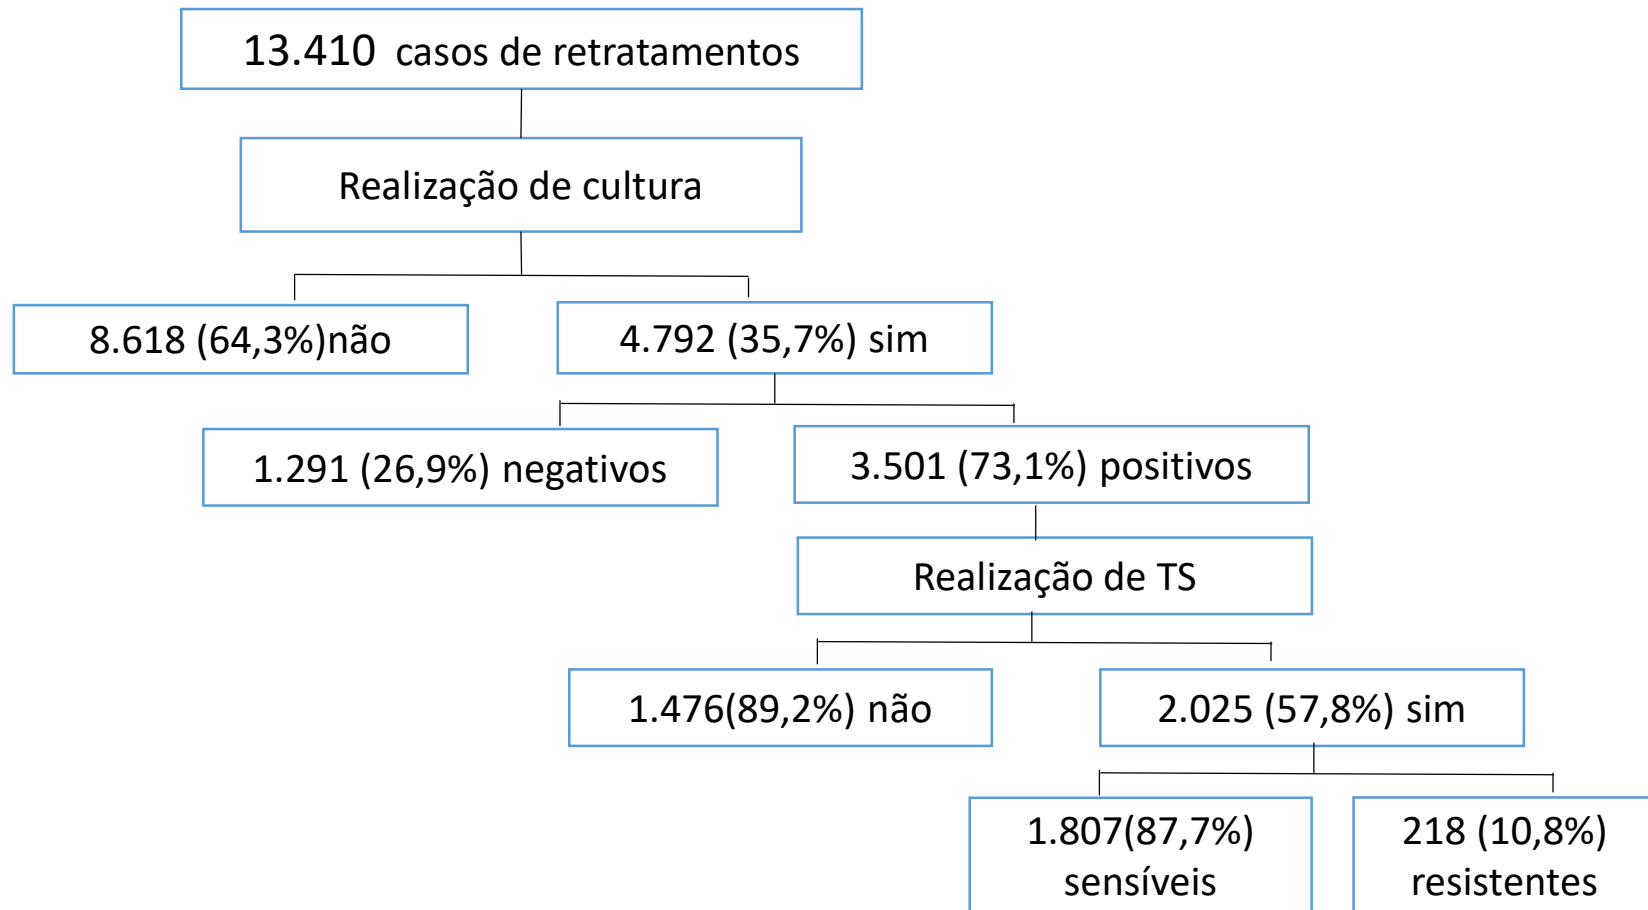 13.410 casos de retratamentos
Realização de cultura
8.618 (64,3%)não
4.792 (35,7%) sim
1.291 (26,9%) negativos
3.501 (73,1%) positivos
Realização de TS
1.476(89,2%) não
2.025 (57,8%) sim
1.807(87,7%)
sensíveis
218 (10,8%)
resistentes